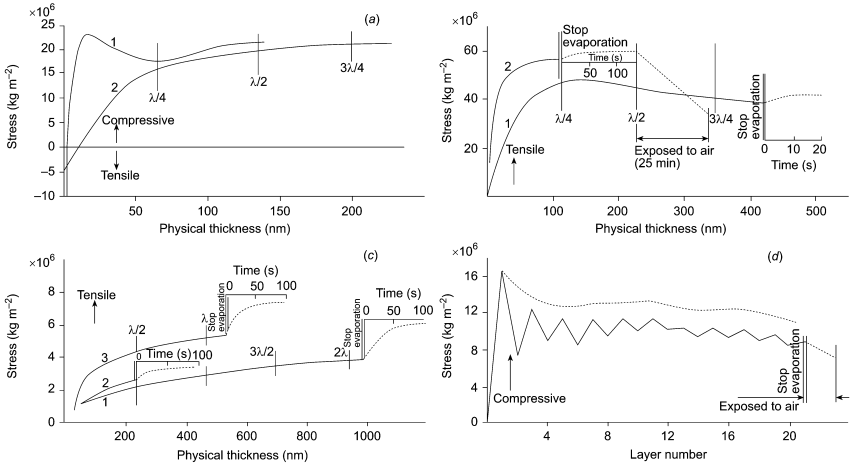 ×10⁶
25
20
15
10
5
0
−5
−10
Stress (kg m⁻²)
(a)
1
2
λ/4
λ/2
3λ/4
Compressive
Tensile
50
100
150
200
Physical thickness (nm)
×10⁶
60
40
20
Stress (kg m⁻²)
Stop
evaporation
Time (s)
50
100
2
1
λ/4
λ/2
3λ/4
Tensile
Exposed to air
(25 min)
Stop
evaporation
0
10
20
Time (s)
0
100
200
300
400
500
Physical thickness (nm)
×10⁶
8
6
4
2
0
Stress (kg m⁻²)
(c)
Tensile
Time (s)
0
50
100
Stop
evaporation
λ/2
λ
3
2
1
0
Time (s)
100
3λ/2
2λ
Time (s)
0
50
100
Stop
evaporation
200
400
600
800
1000
Physical thickness (nm)
×10⁶
16
12
8
4
0
Stress (kg m⁻²)
(d)
Compressive
Stop
evaporation
Exposed to air
4
8
12
16
20
Layer number